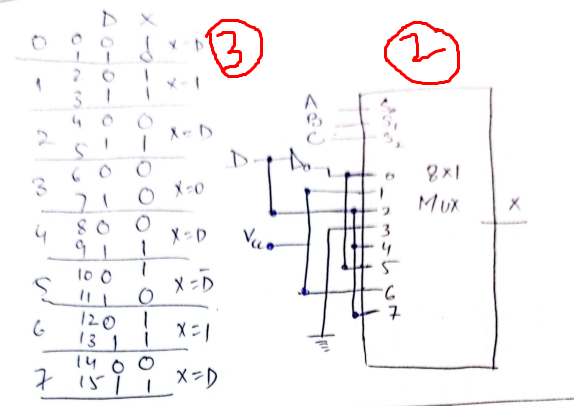 D X
0 0 0 1
1 1 0
1 2 0 1 X=1
3 1 1
2 4 0 0 X=D
5 1 1
3 6 0 0 X=0
7 1 0
4 8 0 0 X=D
9 1 1
5 10 0 1 X=D̄
11 1 0
6 12 0 1 X=1
13 1 1
7 14 0 0 X=D
15 1 1
3
2
A
B S₁
C S₂
D
Vcc
0
1
2
3
4
5
6
7
8x1
Mux
X